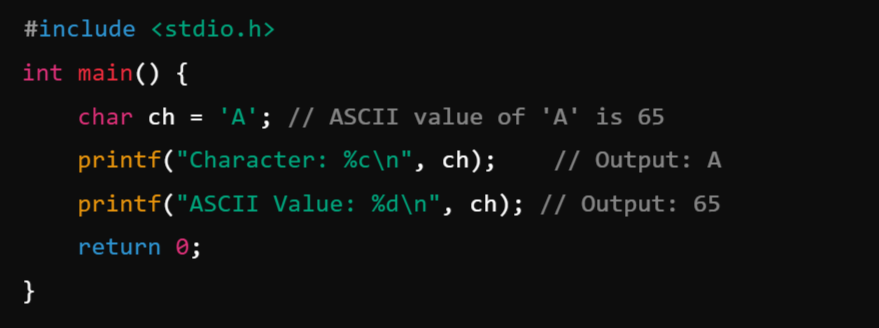 #include <stdio.h>
int main() {
    char ch = 'A'; // ASCII value of 'A' is 65
    printf("Character: %c\n", ch);    // Output: A
    printf("ASCII Value: %d\n", ch); // Output: 65
    return 0;
}